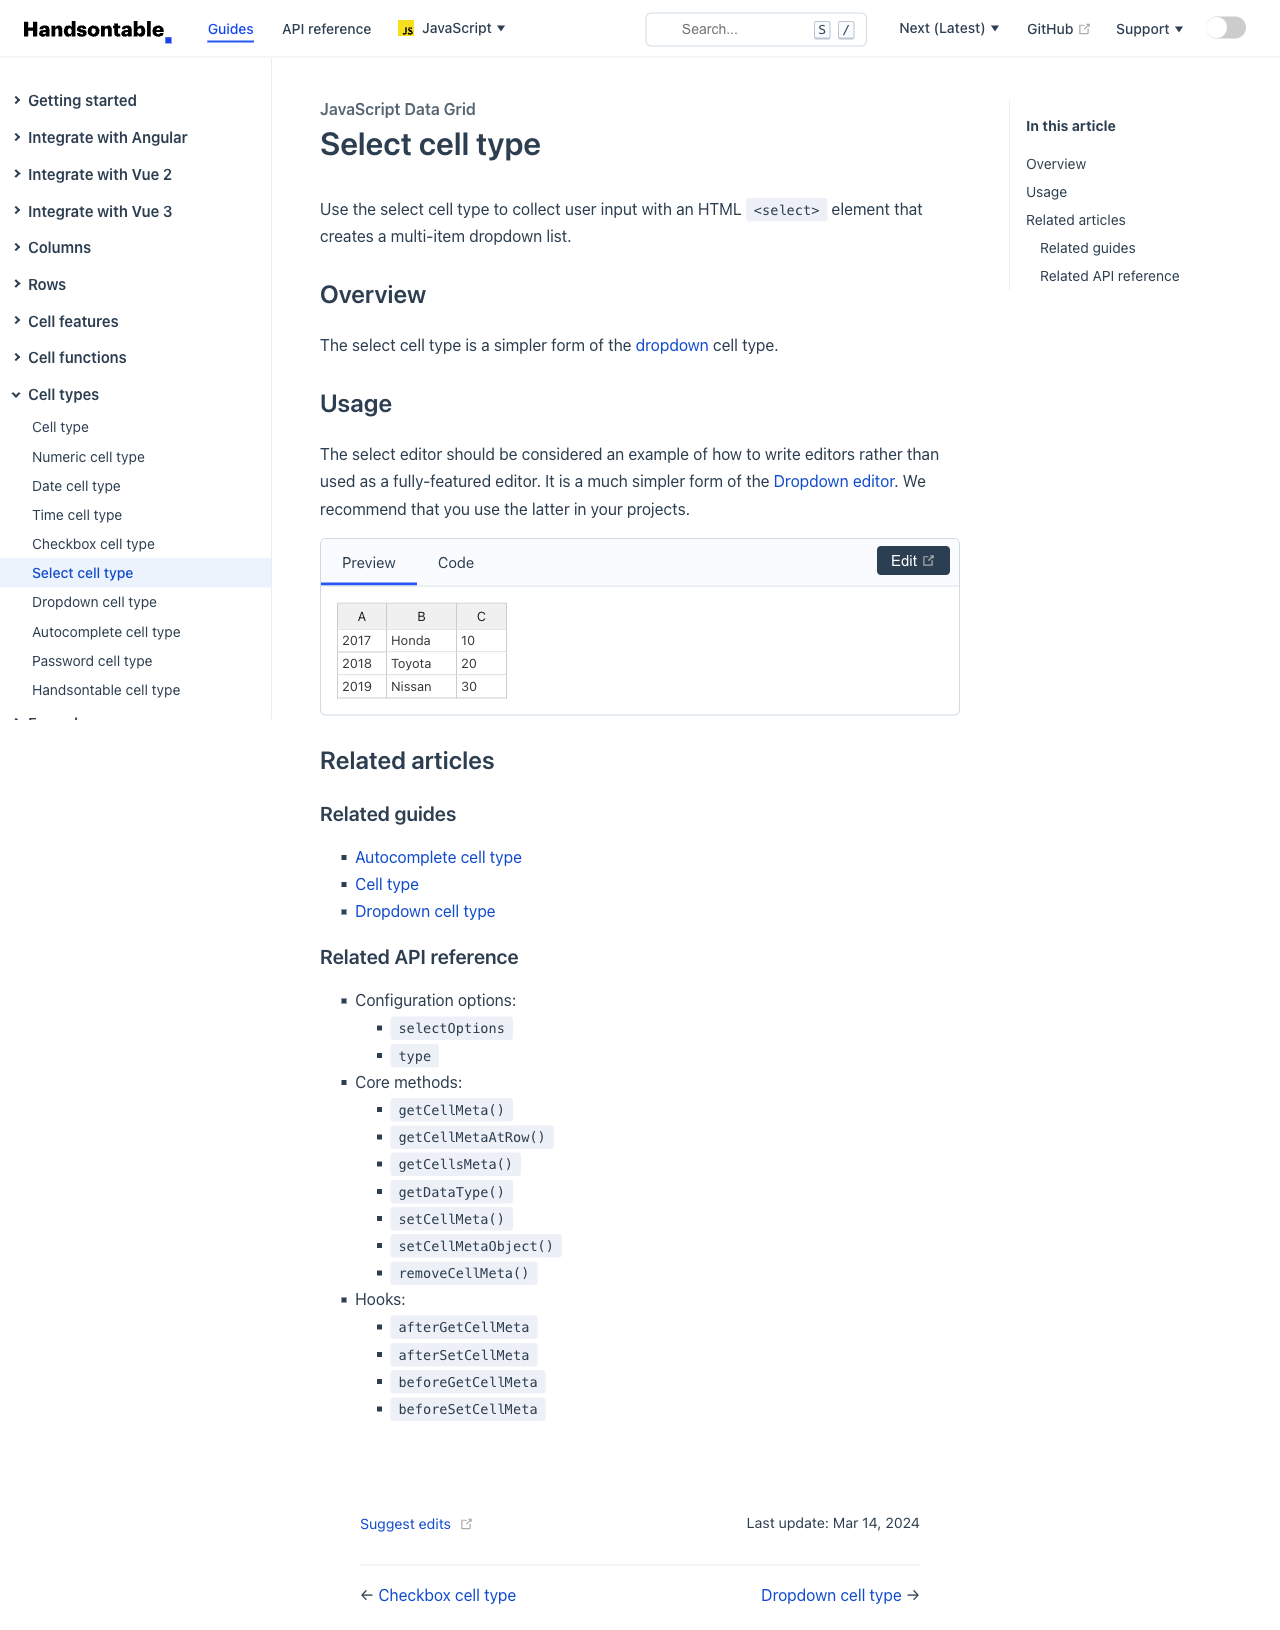 Handsontable
Guides
API reference
JS JavaScript
Search...
S /
Next (Latest)
GitHub
Support
Getting started
Integrate with Angular
Integrate with Vue 2
Integrate with Vue 3
Columns
Rows
Cell features
Cell functions
Cell types
Cell type
Numeric cell type
Date cell type
Time cell type
Checkbox cell type
Select cell type
Dropdown cell type
Autocomplete cell type
Password cell type
Handsontable cell type
JavaScript Data Grid
Select cell type
Use the select cell type to collect user input with an HTML <select> element that
creates a multi-item dropdown list.
Overview
The select cell type is a simpler form of the dropdown cell type.
Usage
The select editor should be considered an example of how to write editors rather than
used as a fully-featured editor. It is a much simpler form of the Dropdown editor. We
recommend that you use the latter in your projects.
Preview Code Edit
A B C
2017 Honda 10
2018 Toyota 20
2019 Nissan 30
Related articles
Related guides
Autocomplete cell type
Cell type
Dropdown cell type
Related API reference
Configuration options:
selectOptions
type
Core methods:
getCellMeta()
getCellMetaAtRow()
getCellsMeta()
getDataType()
setCellMeta()
setCellMetaObject()
removeCellMeta()
Hooks:
afterGetCellMeta
afterSetCellMeta
beforeGetCellMeta
beforeSetCellMeta
Suggest edits
Last update: Mar 14, 2024
← Checkbox cell type
Dropdown cell type →
In this article
Overview
Usage
Related articles
Related guides
Related API reference